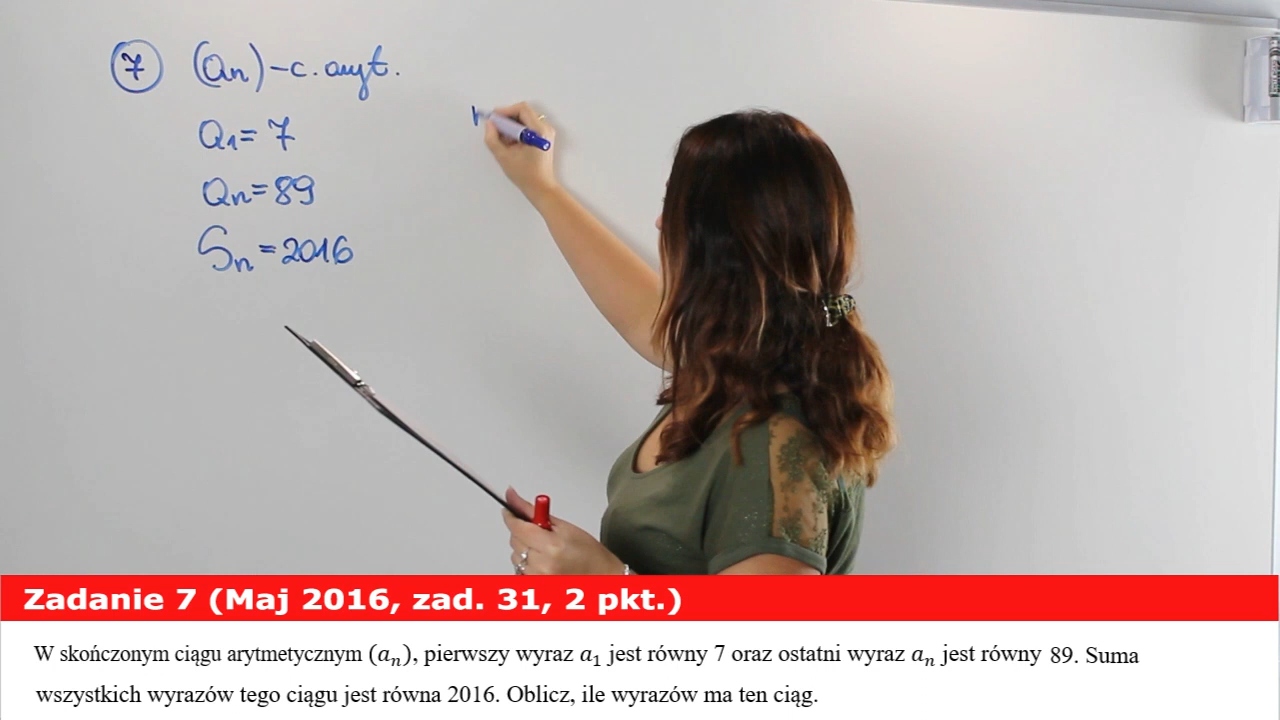 7 (an) - c. aryt.
a1 = 7
an = 89
Sn = 2016
Zadanie 7 (Maj 2016, zad. 31, 2 pkt.)
W skończonym ciągu arytmetycznym (aₙ), pierwszy wyraz a₁ jest równy 7 oraz ostatni wyraz aₙ jest równy 89. Suma
wszystkich wyrazów tego ciągu jest równa 2016. Oblicz, ile wyrazów ma ten ciąg.